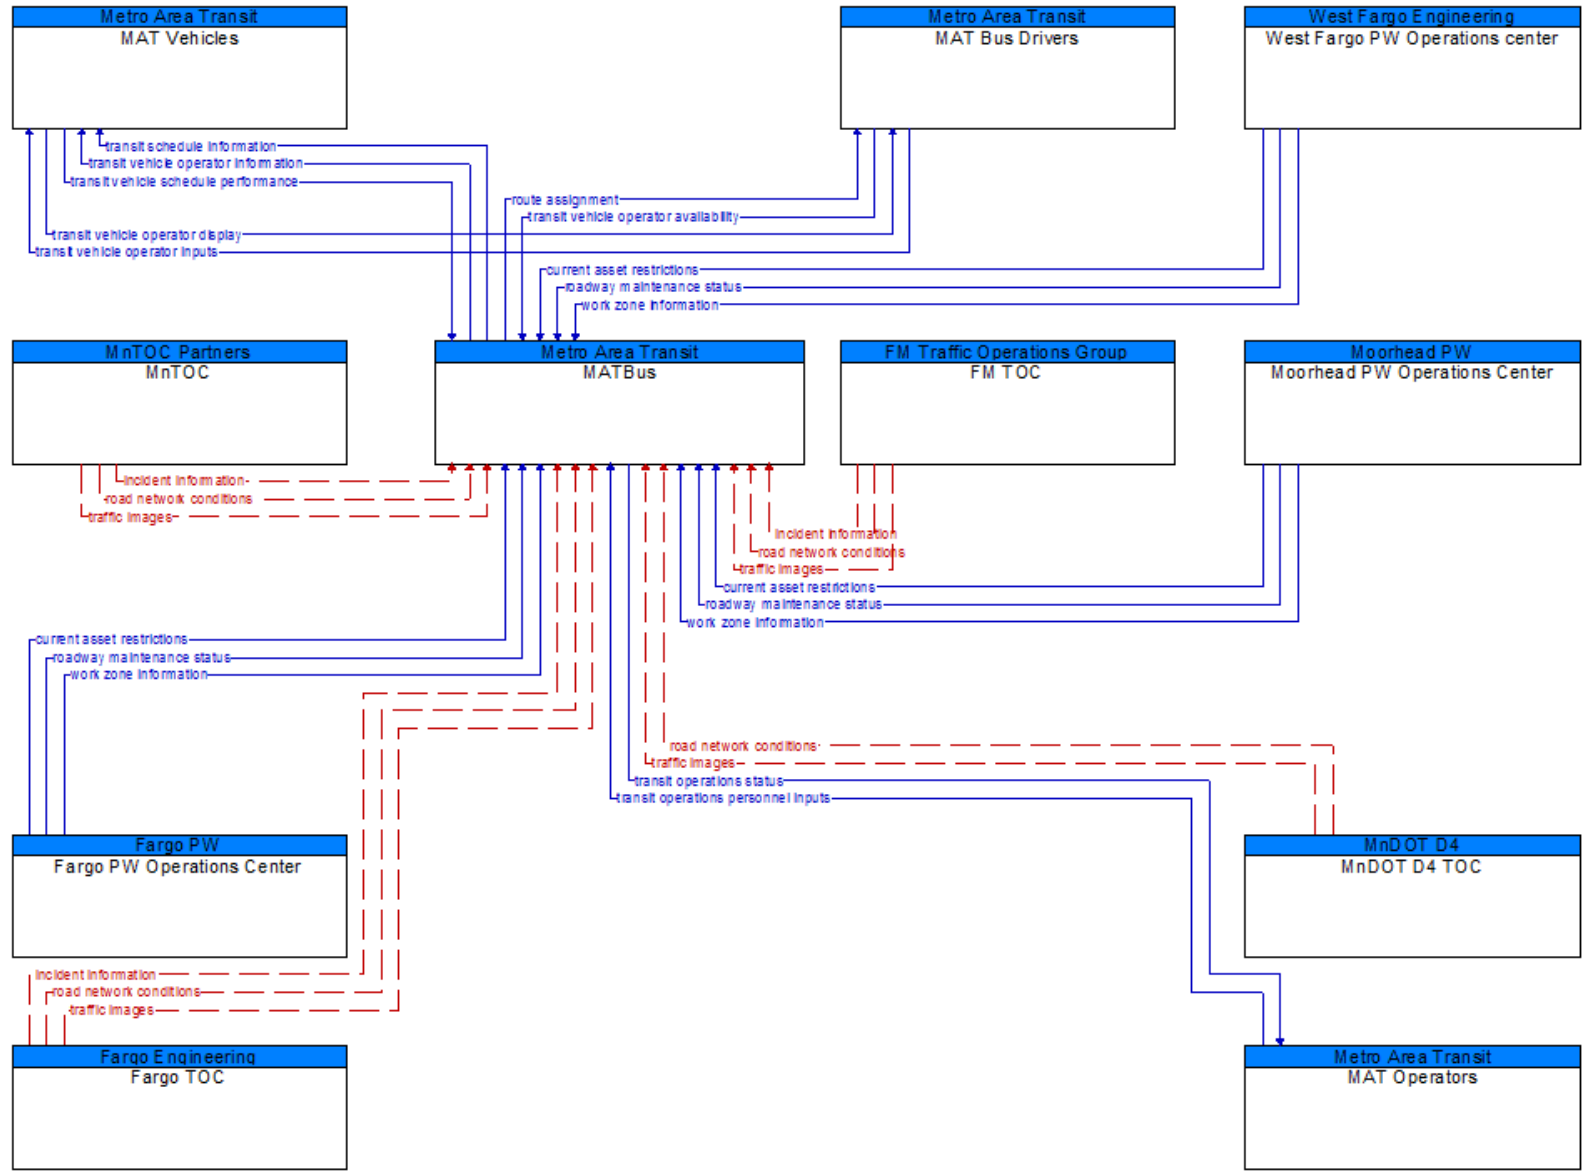 Metro Area Transit
MAT Vehicles
Metro Area Transit
MAT Bus Drivers
West Fargo Engineering
West Fargo PW Operations center
transit schedule information
transit vehicle operator information
transit vehicle schedule performance
route assignment
transit vehicle operator availability
transit vehicle operator display
transit vehicle operator inputs
current asset restrictions
roadway maintenance status
work zone information
MnTOC Partners
MnTOC
Metro Area Transit
MATBus
FM Traffic Operations Group
FM TOC
Moorhead PW
Moorhead PW Operations Center
incident information
road network conditions
traffic images
incident information
road network conditions
traffic images
current asset restrictions
roadway maintenance status
work zone information
current asset restrictions
roadway maintenance status
work zone information
road network conditions
traffic images
transit operations status
transit operations personnel inputs
Fargo PW
Fargo PW Operations Center
MnDOT D4
MnDOT D4 TOC
incident information
road network conditions
traffic images
Fargo Engineering
Fargo TOC
Metro Area Transit
MAT Operators